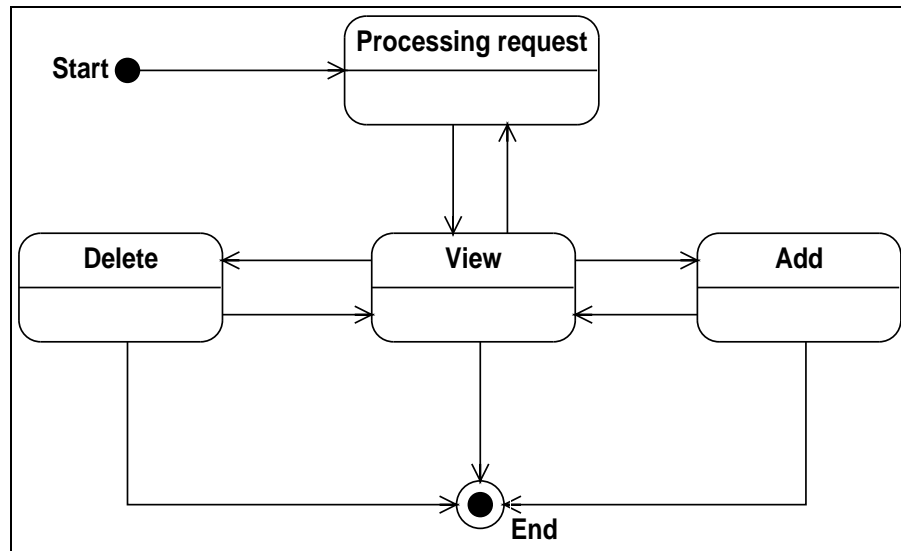 Processing request
Start
Delete
View
Add
End